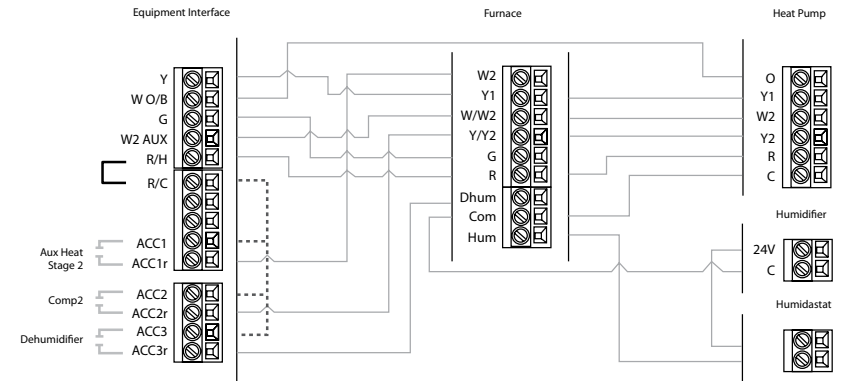 Equipment Interface
Furnace
Heat Pump
Y
W O/B
G
W2 AUX
R/H
R/C
Aux Heat
Stage 2
ACC1
ACC1r
Comp2
ACC2
ACC2r
Dehumidifier
ACC3
ACC3r
W2
Y1
W/W2
Y/Y2
G
R
Dhum
Com
Hum
O
Y1
W2
Y2
R
C
Humidifier
24V
C
Humidastat